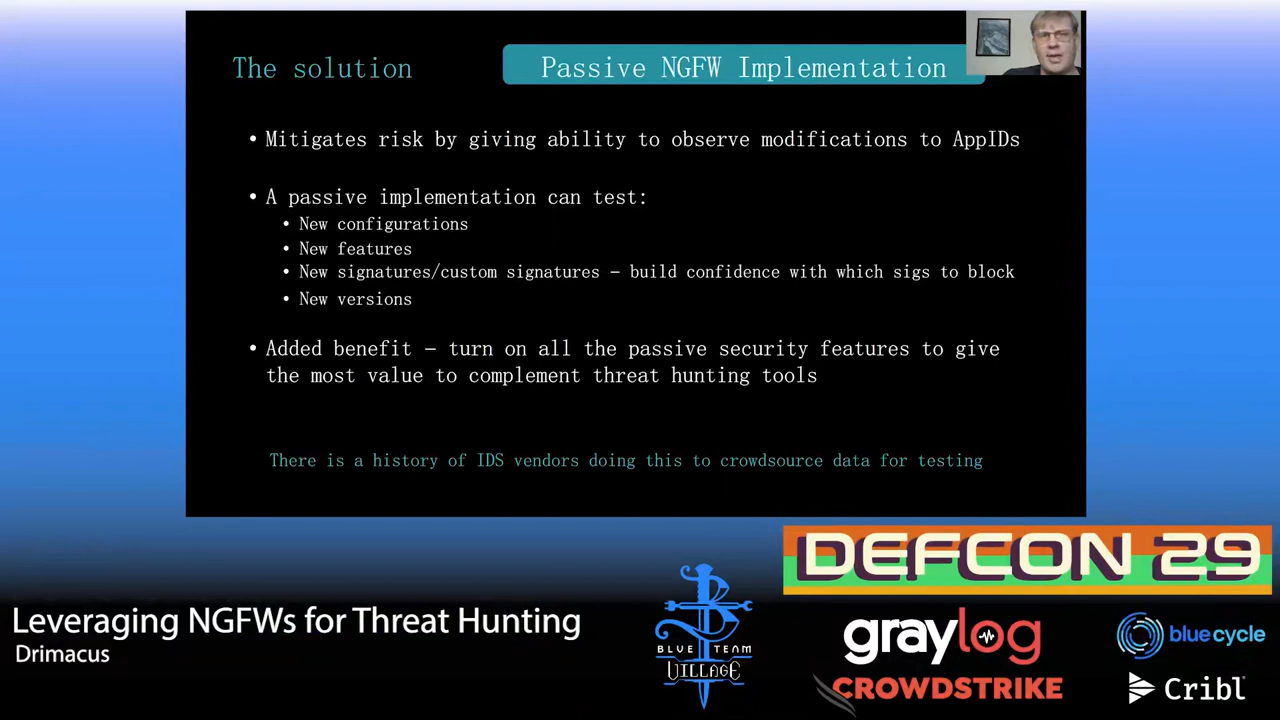 The solution
Passive NGFW Implementation
• Mitigates risk by giving ability to observe modifications to AppIDs
• A passive implementation can test:
• New configurations
• New features
• New signatures/custom signatures – build confidence with which sigs to block
• New versions
• Added benefit – turn on all the passive security features to give
the most value to complement threat hunting tools
There is a history of IDS vendors doing this to crowdsource data for testing
DEFCON 29
Leveraging NGFWs for Threat Hunting
Drimacus
BLUE TEAM
VILLAGE
graylog
blue cycle
CROWDSTRIKE
Cribl